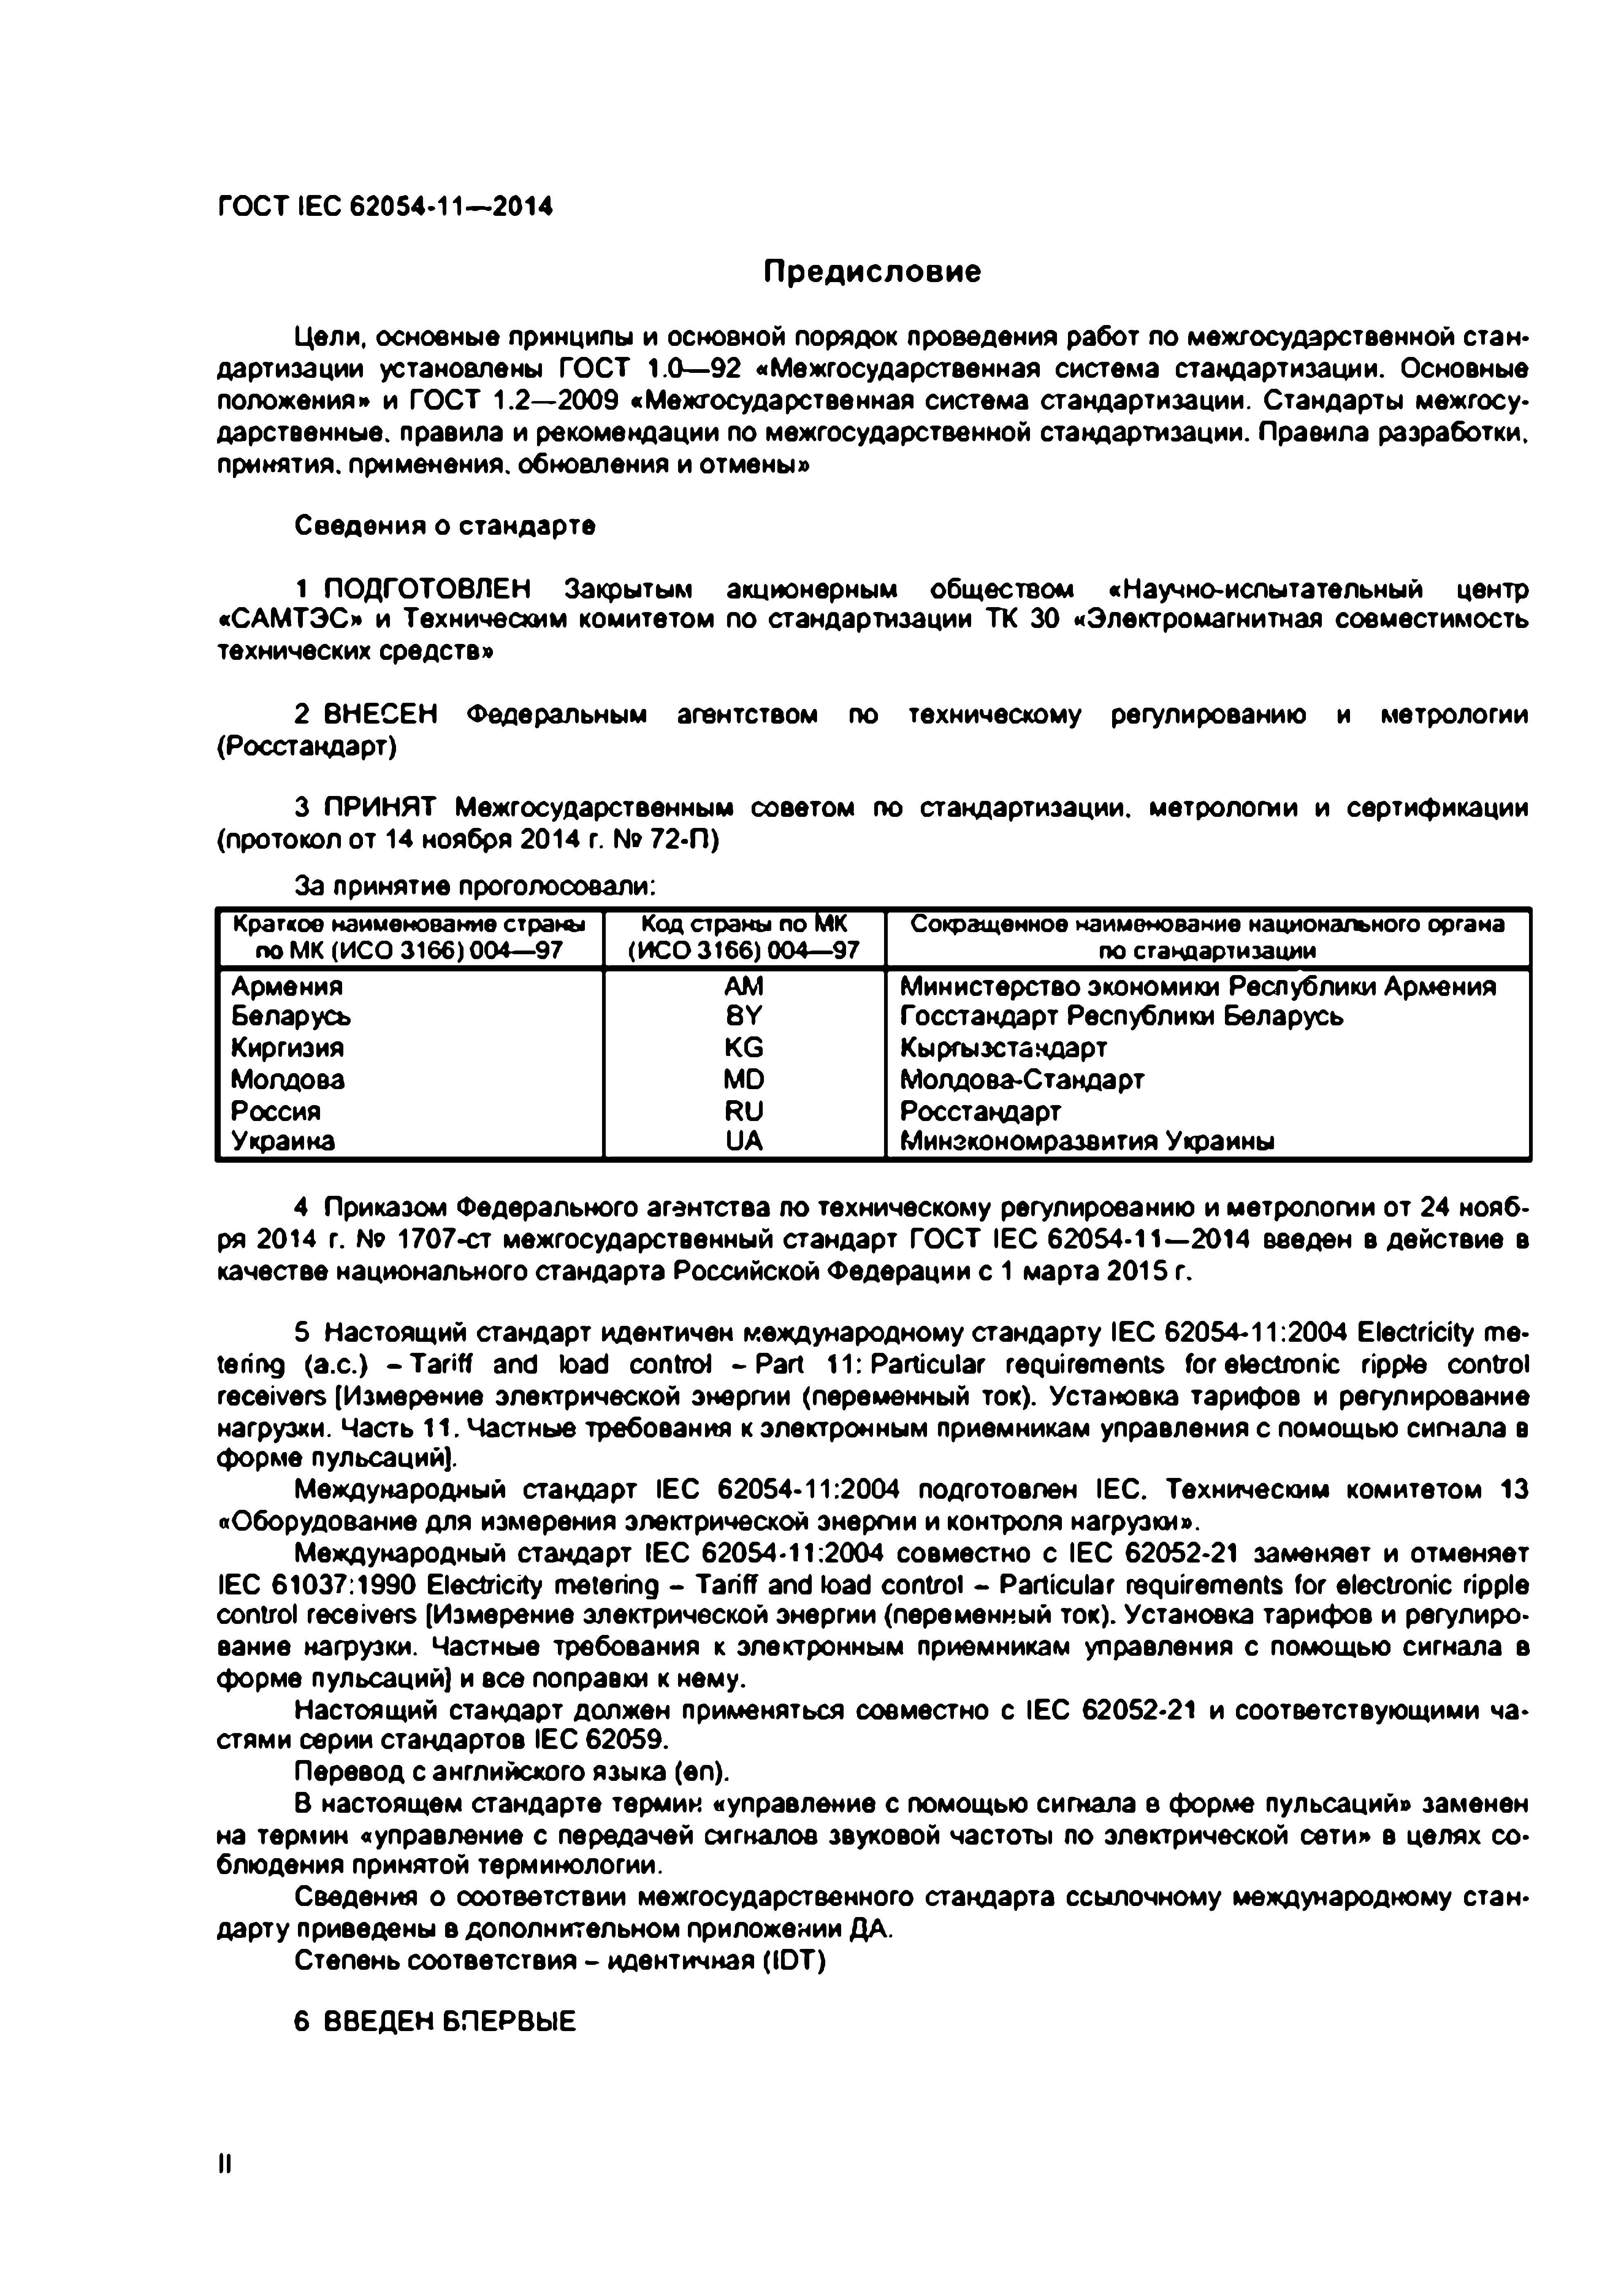 ГОСТ IEC 62054-11—2014
Предисловие
Цели, основные принципы и основной порядок проведения работ по межгосударственной стан-
дартизации установлены ГОСТ 1.0—92 «Межгосударственная система стандартизации. Основные
положения» и ГОСТ 1.2—2009 «Межгосударственная система стандартизации. Стандарты межгосу-
дарственные, правила и рекомендации по межгосударственной стандартизации. Правила разработки,
принятия, применения, обновления и отмены»
Сведения о стандарте
1 ПОДГОТОВЛЕН Закрытым акционерным обществом «Научно-испытательный центр
«САМТЭС» и Техническим комитетом по стандартизации ТК 30 «Электромагнитная совместимость
технических средств»
2 ВНЕСЕН Федеральным агентством по техническому регулированию и метрологии
(Росстандарт)
3 ПРИНЯТ Межгосударственным советом по стандартизации, метрологии и сертификации
(протокол от 14 ноября 2014 г. № 72-П)
За принятие проголосовали:
Краткое наименование страны Код страны по МК Сокращенное наименование национального органа
по МК (ИСО 3166) 004—97 (ИСО 3166) 004—97 по стандартизации
Армения AM Министерство экономики Республики Армения
Беларусь BY Госстандарт Республики Беларусь
Киргизия KG Кыргызстандарт
Молдова MD Молдова-Стандарт
Россия RU Росстандарт
Украина UA Минэкономразвития Украины
4 Приказом Федерального агентства по техническому регулированию и метрологии от 24 нояб-
ря 2014 г. № 1707-ст межгосударственный стандарт ГОСТ IEC 62054-11—2014 введен в действие в
качестве национального стандарта Российской Федерации с 1 марта 2015 г.
5 Настоящий стандарт идентичен международному стандарту IEC 62054-11:2004 Electricity me-
tering (a.c.) – Tariff and load control – Part 11: Particular requirements for electronic ripple control
receivers [Измерение электрической энергии (переменный ток). Установка тарифов и регулирование
нагрузки. Часть 11. Частные требования к электронным приемникам управления с помощью сигнала в
форме пульсаций].
Международный стандарт IEC 62054-11:2004 подготовлен IEC. Техническим комитетом 13
«Оборудование для измерения электрической энергии и контроля нагрузки».
Международный стандарт IEC 62054-11:2004 совместно с IEC 62052-21 заменяет и отменяет
IEC 61037:1990 Electricity metering – Tariff and load control – Particular requirements for electronic ripple
control receivers [Измерение электрической энергии (переменный ток). Установка тарифов и регулиро-
вание нагрузки. Частные требования к электронным приемникам управления с помощью сигнала в
форме пульсаций] и все поправки к нему.
Настоящий стандарт должен применяться совместно с IEC 62052-21 и соответствующими ча-
стями серии стандартов IEC 62059.
Перевод с английского языка (en).
В настоящем стандарте термин «управление с помощью сигнала в форме пульсаций» заменен
на термин «управление с передачей сигналов звуковой частоты по электрической сети» в целях со-
блюдения принятой терминологии.
Сведения о соответствии межгосударственного стандарта ссылочному международному стан-
дарту приведены в дополнительном приложении ДА.
Степень соответствия – идентичная (IDT)
6 ВВЕДЕН ВПЕРВЫЕ
II